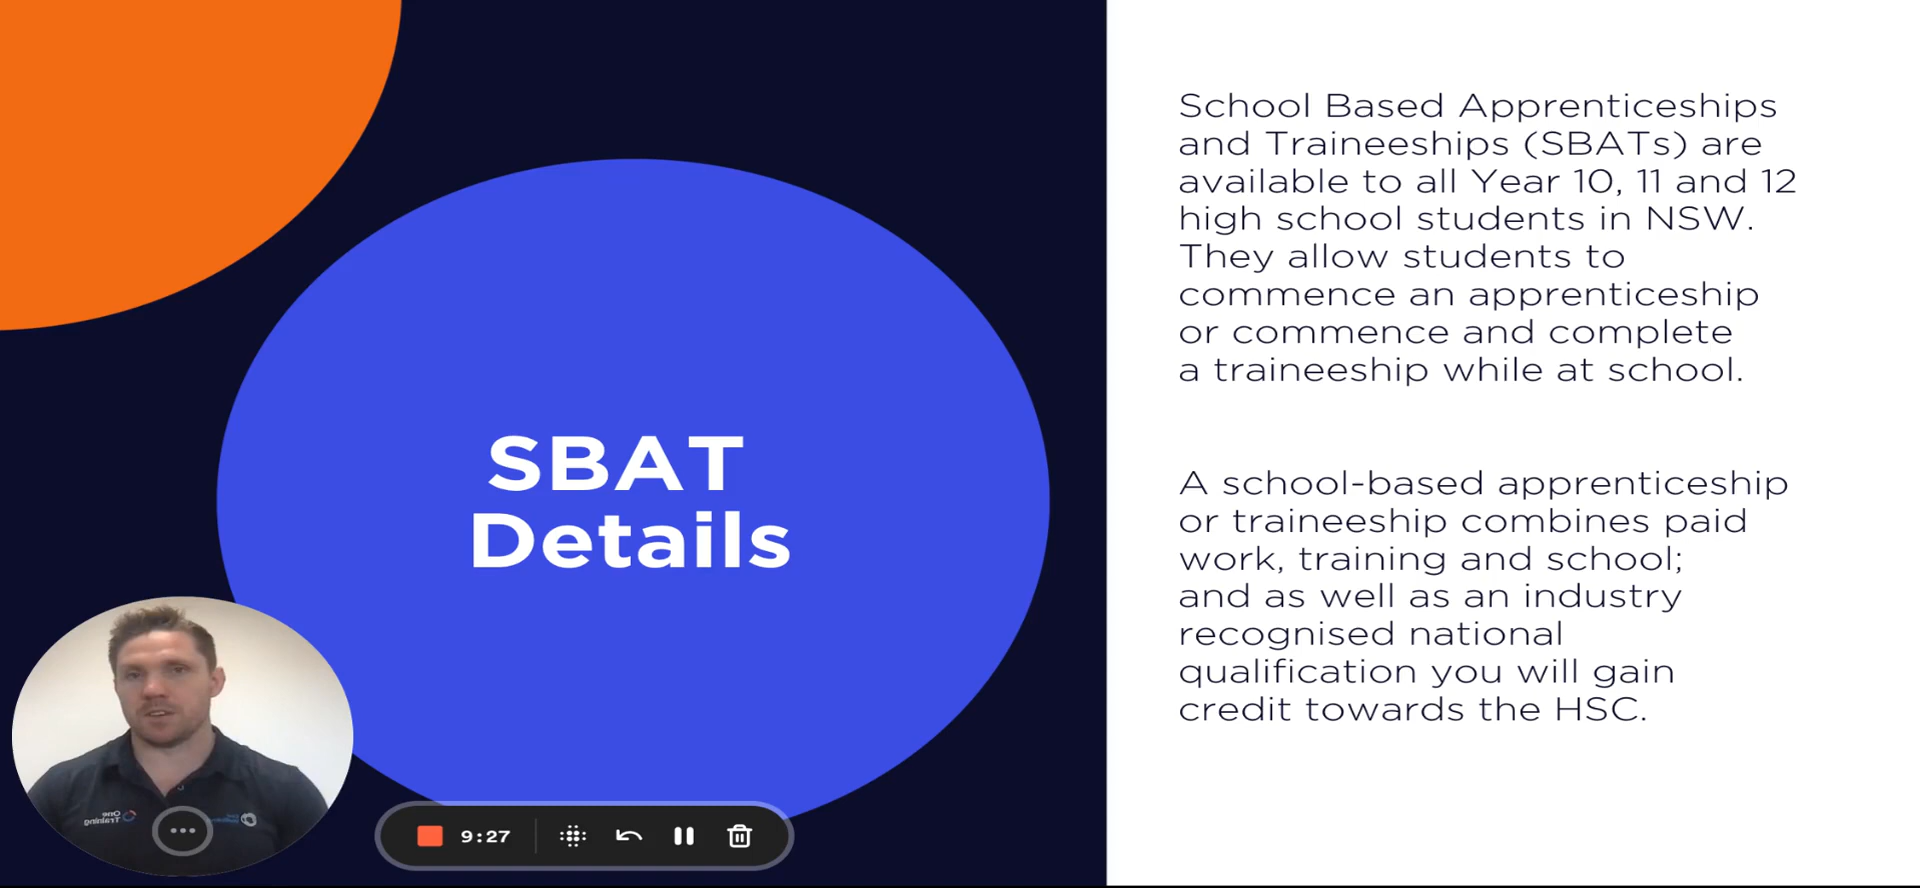 School Based Apprenticeships
and Traineeships (SBATs) are
available to all Year 10, 11 and 12
high school students in NSW.
They allow students to
commence an apprenticeship
or commence and complete
a traineeship while at school.
A school-based apprenticeship
or traineeship combines paid
work, training and school;
and as well as an industry
recognised national
qualification you will gain
credit towards the HSC.
SBAT
Details
One
Training
9:27